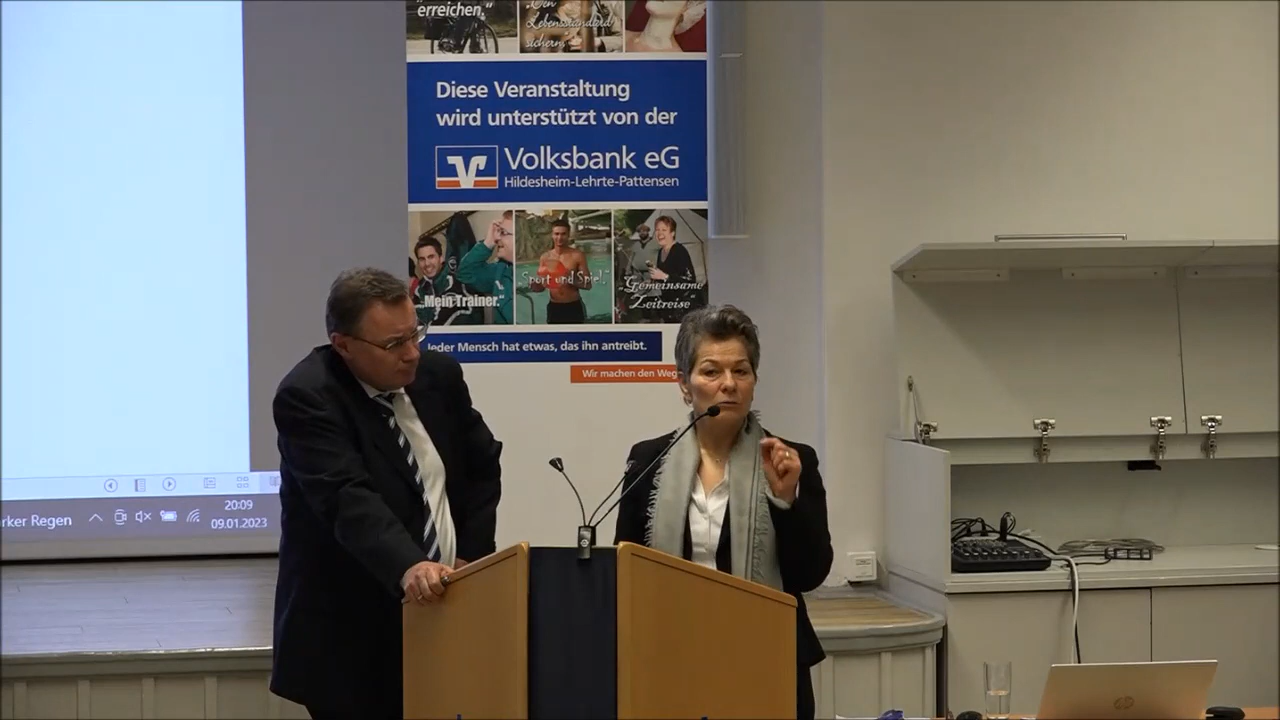 erreichen.“
„Den
Lebensstandard
sichern.“
Diese Veranstaltung
wird unterstützt von der
Volksbank eG
Hildesheim-Lehrte-Pattensen
„Mein Trainer.“
„Sport und Spiel.“
„Gemeinsame
Zeitreise“
Jeder Mensch hat etwas, das ihn antreibt.
Wir machen den Weg
rker Regen
20:09
09.01.2023
hp